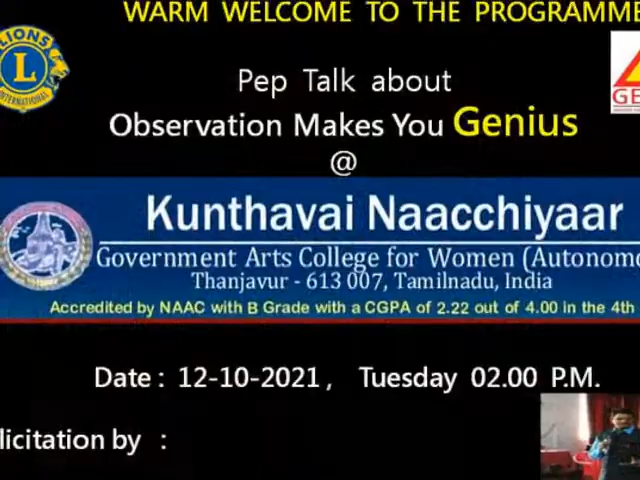 WARM WELCOME TO THE PROGRAMME
LIONS
L
INTERNATIONAL
Pep Talk about
Observation Makes You Genius
@
Kunthavai Naacchiyaar
Government Arts College for Women (Autonomo
Thanjavur - 613 007, Tamilnadu, India
Accredited by NAAC with B Grade with a CGPA of 2.22 out of 4.00 in the 4th
Date : 12-10-2021 , Tuesday 02.00 P.M.
licitation by :